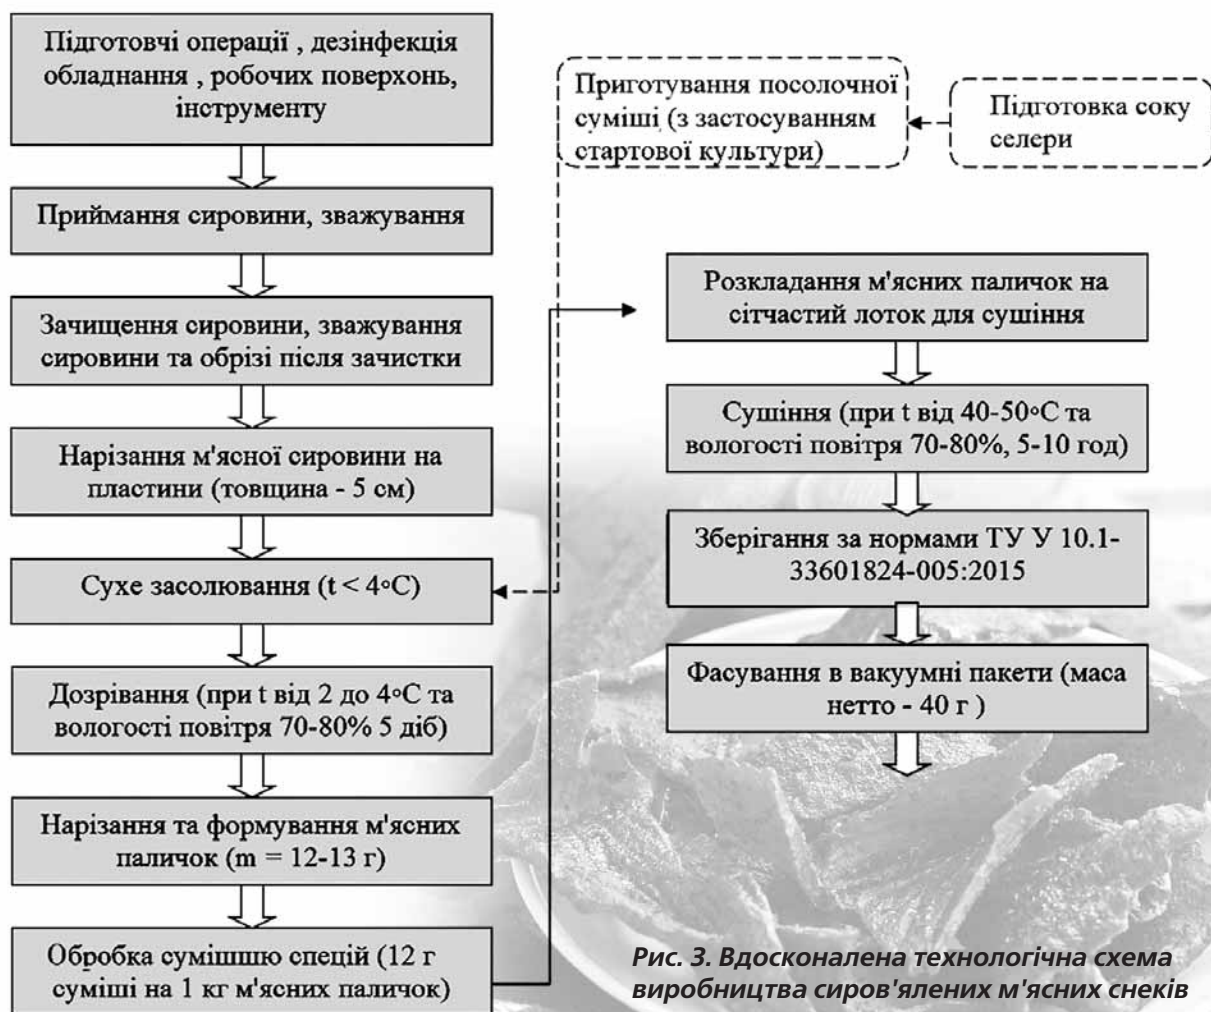 Підготовчі операції , дезінфекція
обладнання , робочих поверхонь,
інструменту
Приймання сировини, зважування
Зачищення сировини, зважування
сировини та обрізі після зачистки
Нарізання м'ясної сировини на
пластини (товщина - 5 см)
Сухе засолювання (t < 4°С)
Дозрівання (при t від 2 до 4°С та
вологості повітря 70-80% 5 діб)
Нарізання та формування м'ясних
паличок (m = 12-13 г)
Обробка сумішшю спецій (12 г
суміші на 1 кг м'ясних паличок)
Приготування посолочної
суміші (з застосуванням
стартової культури)
Підготовка соку
селери
Розкладання м'ясних паличок на
сітчастий лоток для сушіння
Сушіння (при t від 40-50°С та
вологості повітря 70-80%, 5-10 год)
Зберігання за нормами ТУ У 10.1-
33601824-005:2015
Фасування в вакуумні пакети (маса
нетто - 40 г )
Рис. 3. Вдосконалена технологічна схема
виробництва сиров'ялених м'ясних снеків